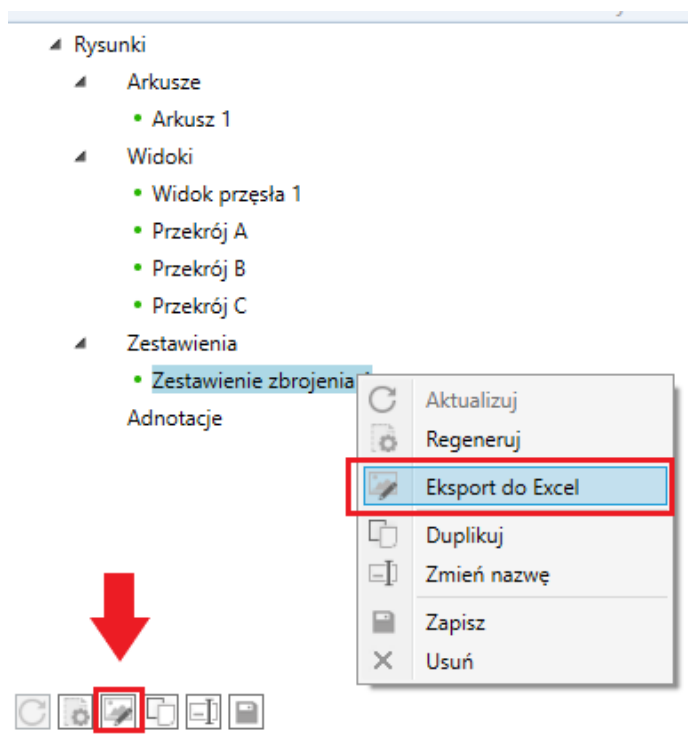 Rysunki
Arkusze
Arkusz 1
Widoki
Widok przęsła 1
Przekrój A
Przekrój B
Przekrój C
Zestawienia
Zestawienie zbrojenia
Adnotacje
Aktualizuj
Regeneruj
Eksport do Excel
Duplikuj
Zmień nazwę
Zapisz
Usuń